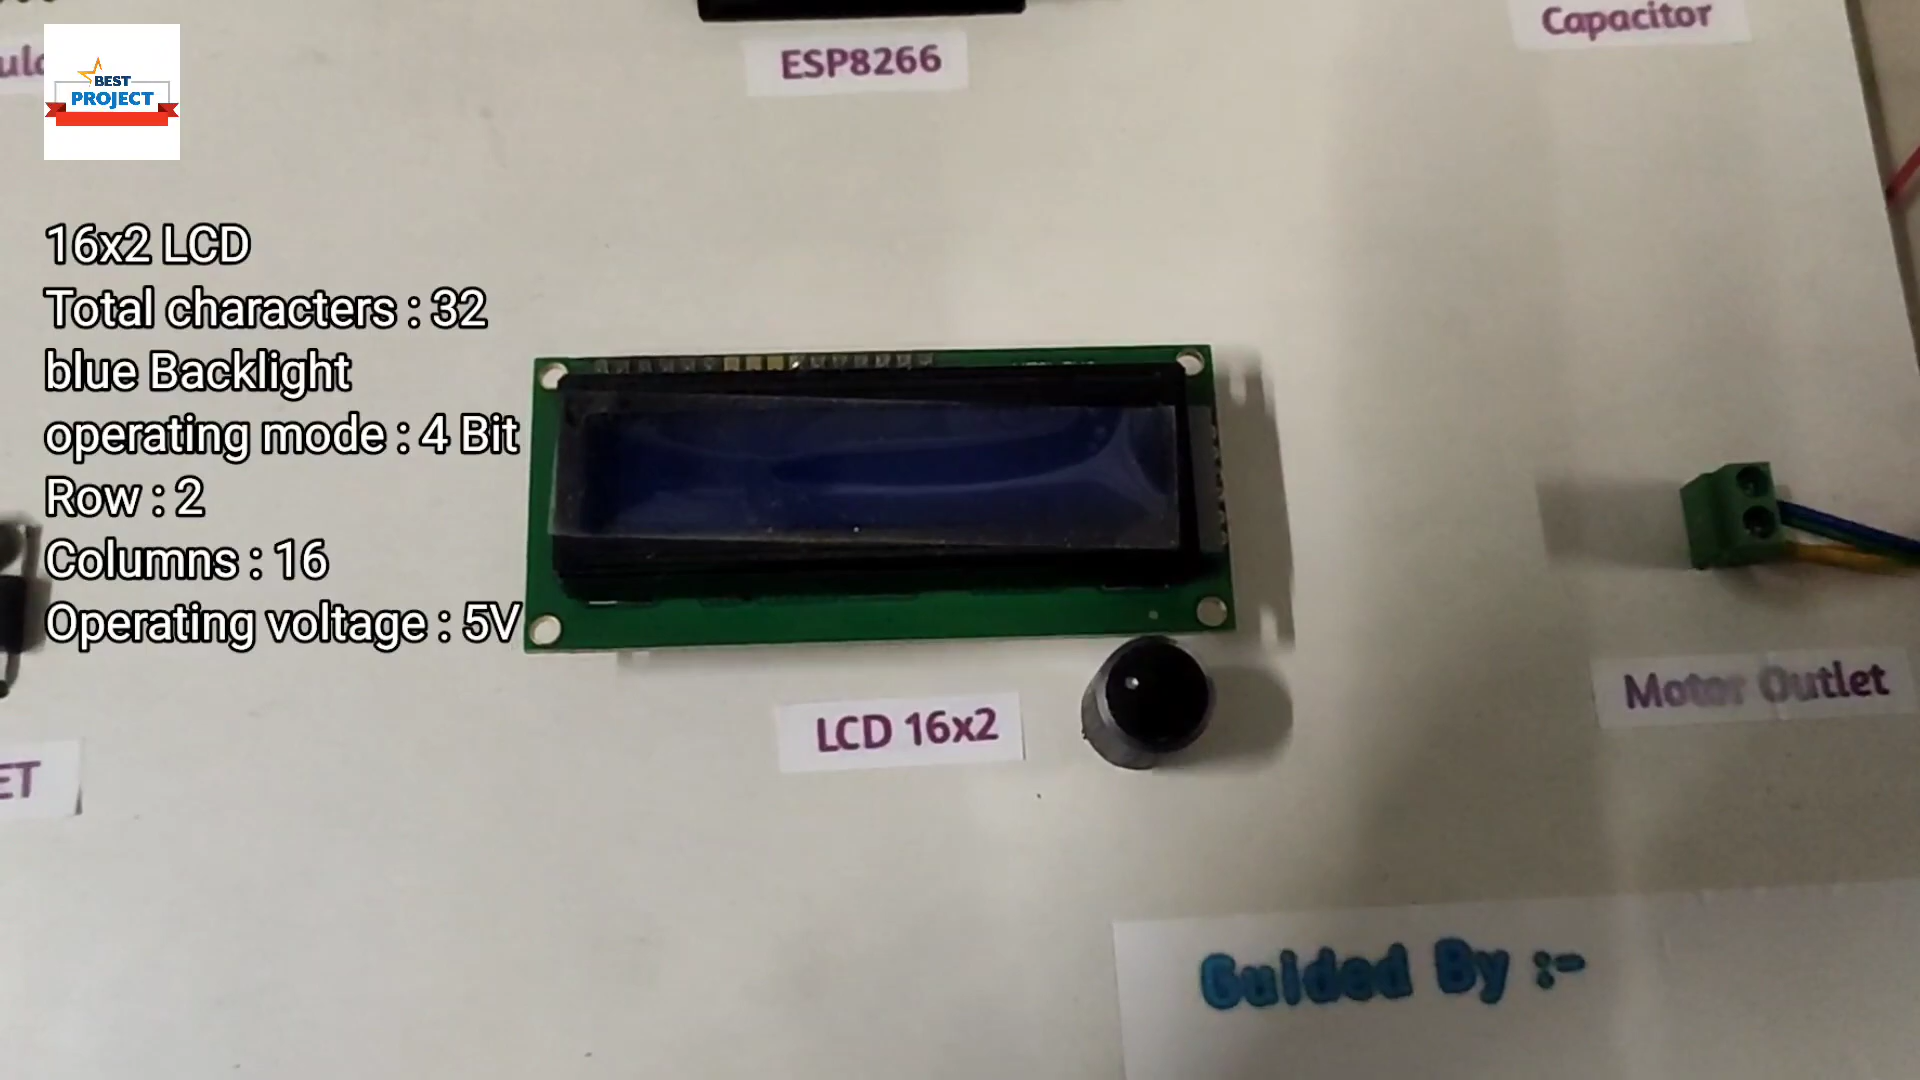 Capacitor
ESP8266
BEST
PROJECT
16x2 LCD
Total characters : 32
blue Backlight
operating mode : 4 Bit
Row : 2
Columns : 16
Operating voltage : 5V
Motor Outlet
LCD 16x2
ET
Guided By :-